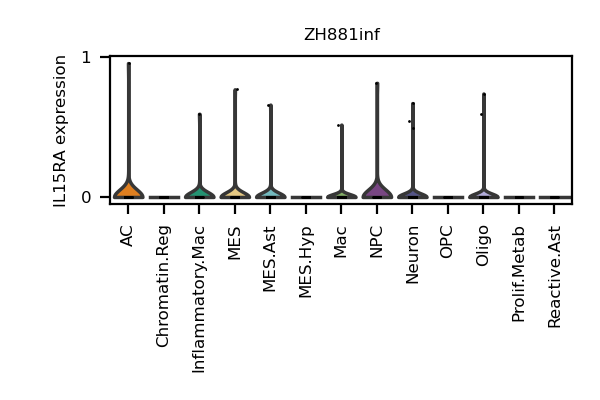 ZH881inf
IL15RA expression
1
0
AC
Chromatin.Reg
Inflammatory.Mac
MES
MES.Ast
MES.Hyp
Mac
NPC
Neuron
OPC
Oligo
Prolif.Metab
Reactive.Ast